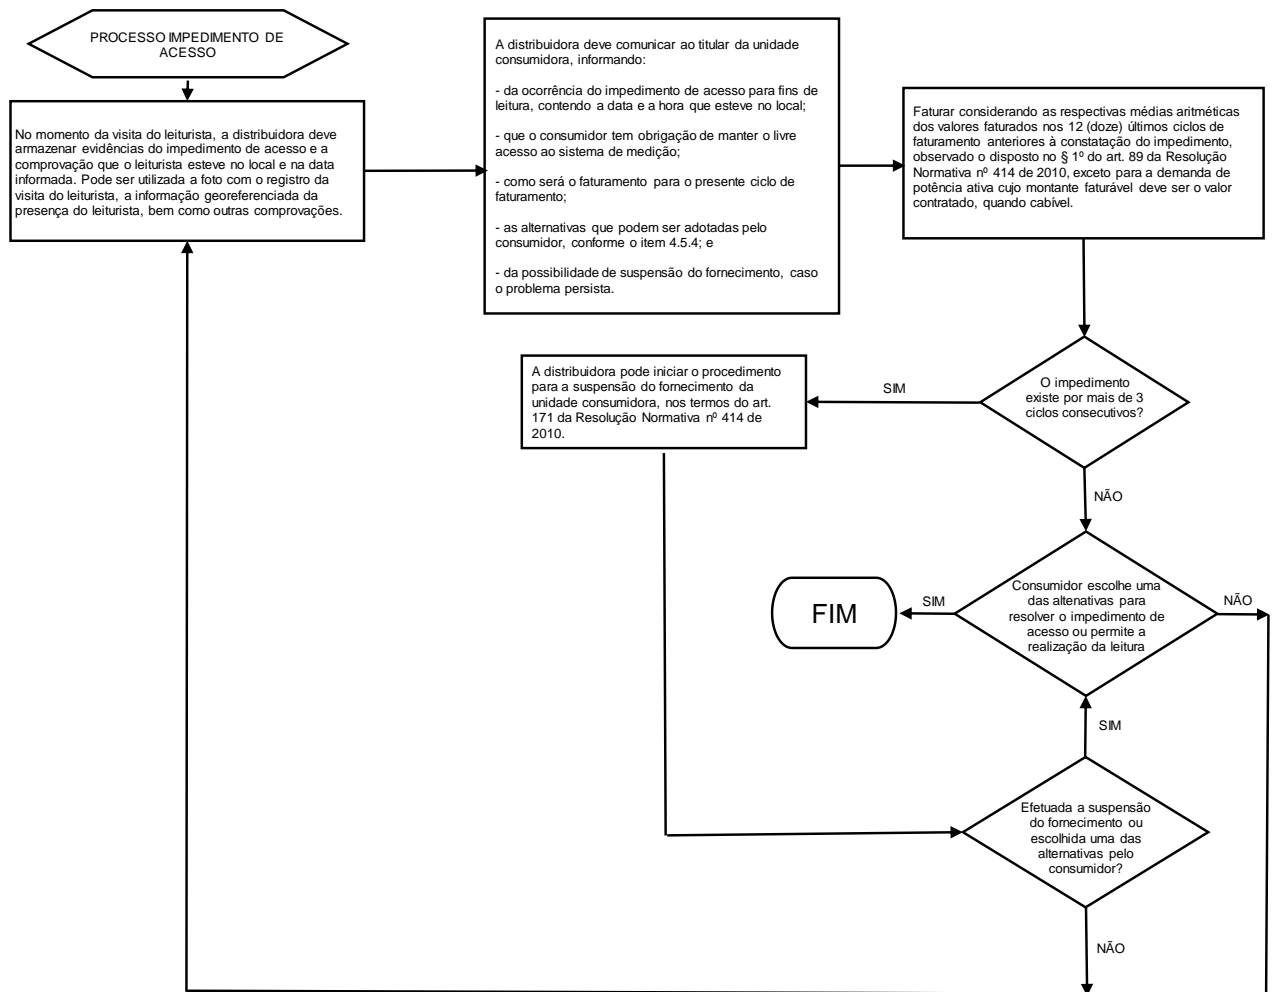 PROCESSO IMPEDIMENTO DE
ACESSO
No momento da visita do leiturista, a distribuidora deve
armazenar evidências do impedimento de acesso e a
comprovação que o leiturista esteve no local e na data
informada. Pode ser utilizada a foto com o registro da
visita do leiturista, a informação georeferenciada da
presença do leiturista, bem como outras comprovações.
A distribuidora deve comunicar ao titular da unidade
consumidora, informando:
- da ocorrência do impedimento de acesso para fins de
leitura, contendo a data e a hora que esteve no local;
- que o consumidor tem obrigação de manter o livre
acesso ao sistema de medição;
- como será o faturamento para o presente ciclo de
faturamento;
- as alternativas que podem ser adotadas pelo
consumidor, conforme o item 4.5.4; e
- da possibilidade de suspensão do fornecimento, caso
o problema persista.
Faturar considerando as respectivas médias aritméticas
dos valores faturados nos 12 (doze) últimos ciclos de
faturamento anteriores à constatação do impedimento,
observado o disposto no § 1º do art. 89 da Resolução
Normativa nº 414 de 2010, exceto para a demanda de
potência ativa cujo montante faturável deve ser o valor
contratado, quando cabível.
O impedimento
existe por mais de 3
ciclos consecutivos?
SIM
A distribuidora pode iniciar o procedimento
para a suspensão do fornecimento da
unidade consumidora, nos termos do art.
171 da Resolução Normativa nº 414 de
2010.
NÃO
Consumidor escolhe uma
das altenativas para
resolver o impedimento de
acesso ou permite a
realização da leitura
SIM
FIM
NÃO
SIM
Efetuada a suspensão
do fornecimento ou
escolhida uma das
alternativas pelo
consumidor?
NÃO